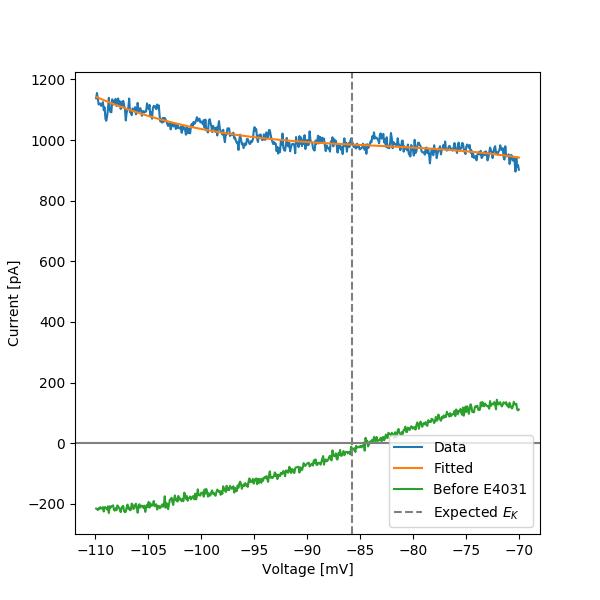 1200
1000
800
600
400
200
0
−200
Current [pA]
Data
Fitted
Before E4031
Expected E_K
−110
−105
−100
−95
−90
−85
−80
−75
−70
Voltage [mV]